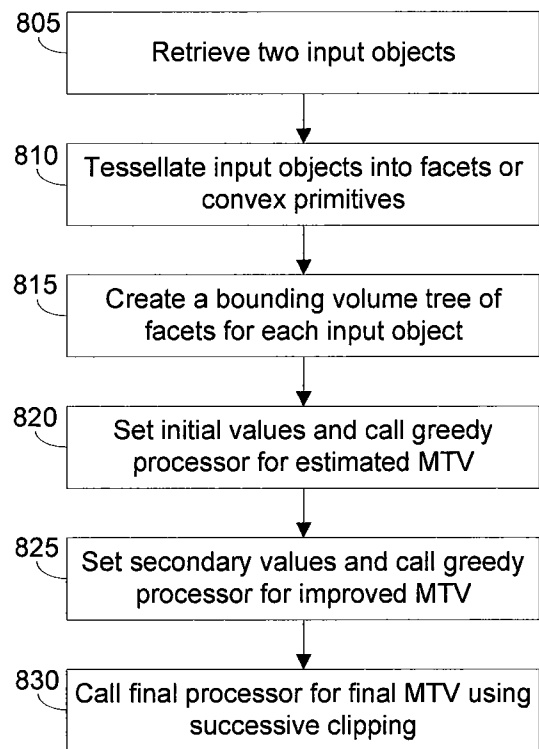 805
Retrieve two input objects
810
Tessellate input objects into facets or
convex primitives
815
Create a bounding volume tree of
facets for each input object
820
Set initial values and call greedy
processor for estimated MTV
825
Set secondary values and call greedy
processor for improved MTV
830
Call final processor for final MTV using
successive clipping